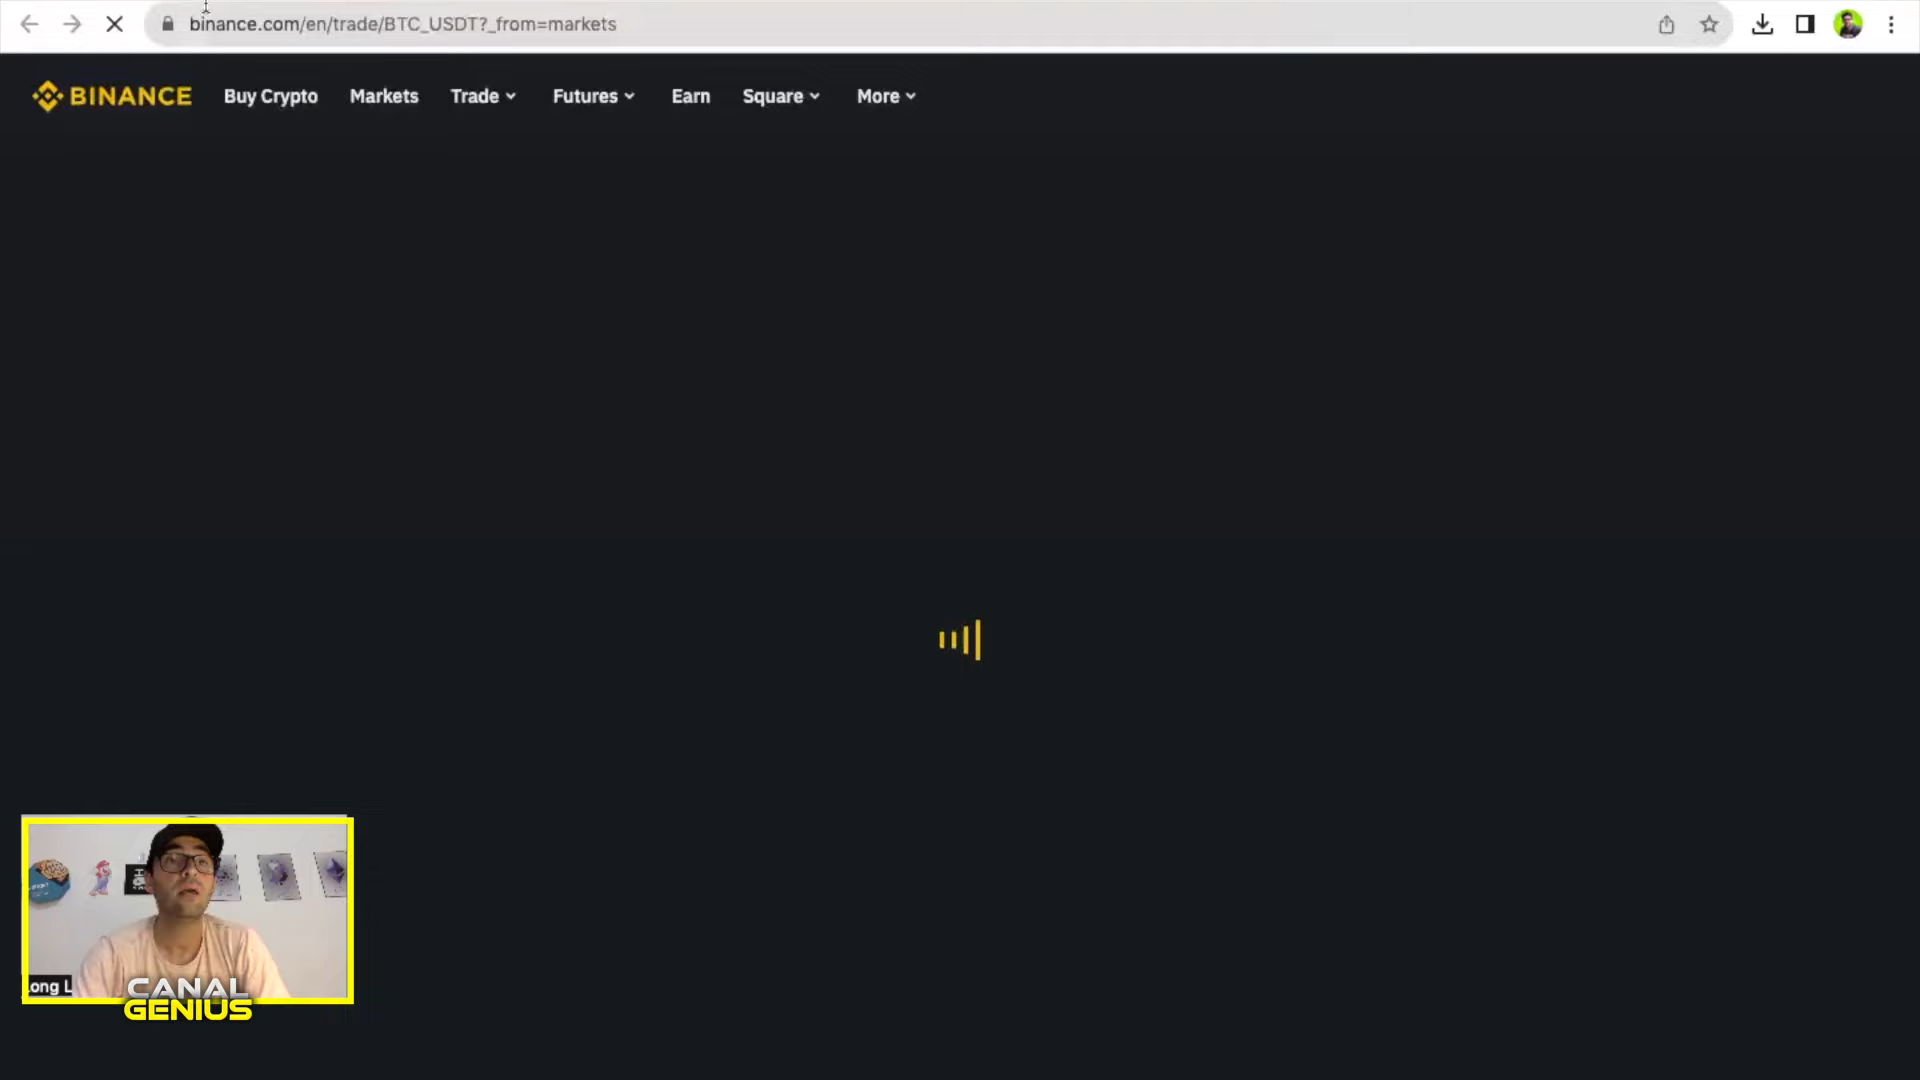 binance.com/en/trade/BTC_USDT?_from=markets
BINANCE Buy Crypto Markets Trade Futures Earn Square More
ong L
CANAL
GENIUS